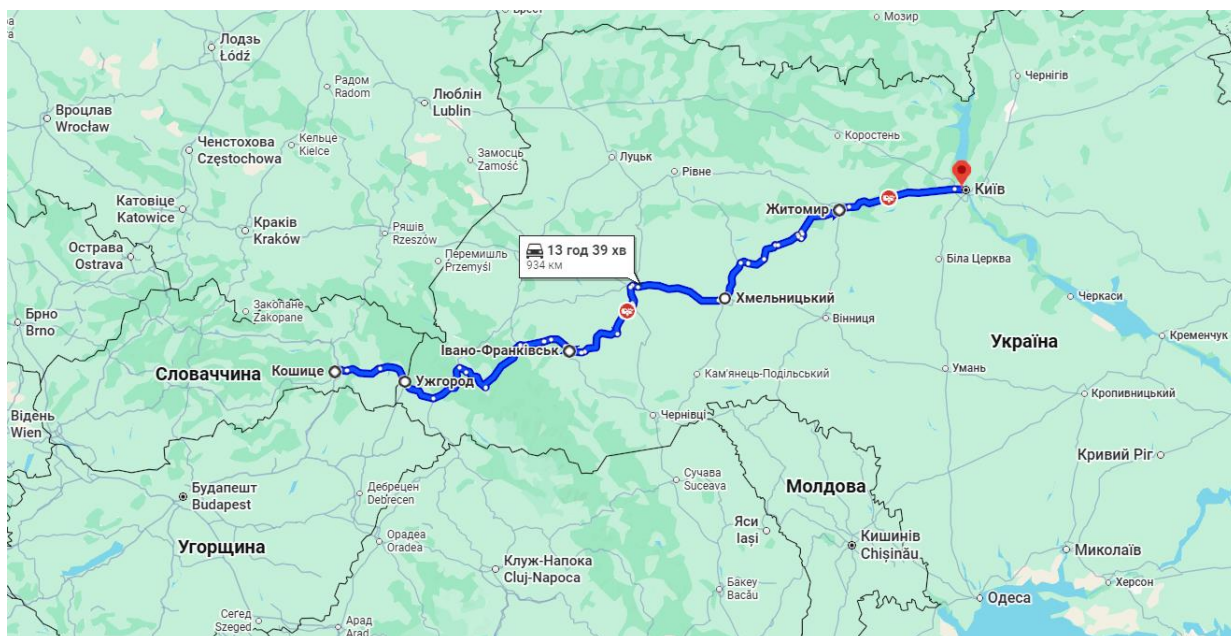 Мозир
Лодзь
Łódź
Чернігів
Радом
Radom
Люблін
Lublin
Вроцлав
Wrocław
Ченстохова
Częstochowa
Кельце
Kielce
Коростень
Замосць
Zamość
Луцьк
Рівне
Київ
Катовіце
Katowice
Житомир
Краків
Kraków
Ряшів
Rzeszów
Острава
Ostrava
Перемишль
Przemyśl
13 год 39 хв
934 км
Біла Церква
Закопане
Zakopane
Хмельницький
Черкаси
Брно
Brno
Вінниця
Кременчук
Україна
Івано-Франківськ
Словаччина
Кошице
Ужгород
Кам'янець-Подільський
Умань
Кропивницький
Відень
Wien
Чернівці
Кривий Ріг
Сучава
Suceava
Молдова
Будапешт
Budapest
Дебрецен
Debrecen
Яси
Iași
Угорщина
Орадеа
Oradea
Кишинів
Chișinău
Миколаїв
Клуж-Напока
Cluj-Napoca
Бакеу
Bacău
Херсон
Одеса
Сегед
Szeged
Арад
Arad